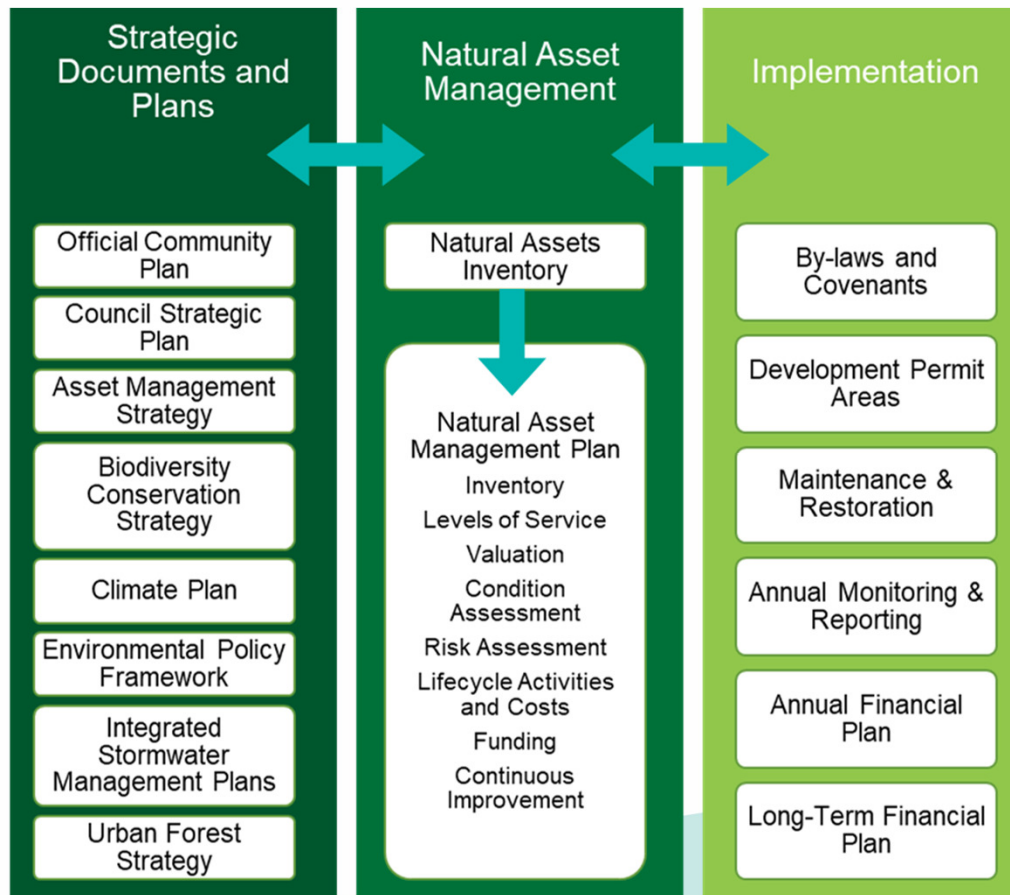 Strategic
Documents and
Plans
Official Community
Plan
Council Strategic
Plan
Asset Management
Strategy
Biodiversity
Conservation
Strategy
Climate Plan
Environmental Policy
Framework
Integrated
Stormwater
Management Plans
Urban Forest
Strategy
Natural Asset
Management
Natural Assets
Inventory
Natural Asset
Management Plan
Inventory
Levels of Service
Valuation
Condition
Assessment
Risk Assessment
Lifecycle Activities
and Costs
Funding
Continuous
Improvement
Implementation
By-laws and
Covenants
Development Permit
Areas
Maintenance &
Restoration
Annual Monitoring &
Reporting
Annual Financial
Plan
Long-Term Financial
Plan